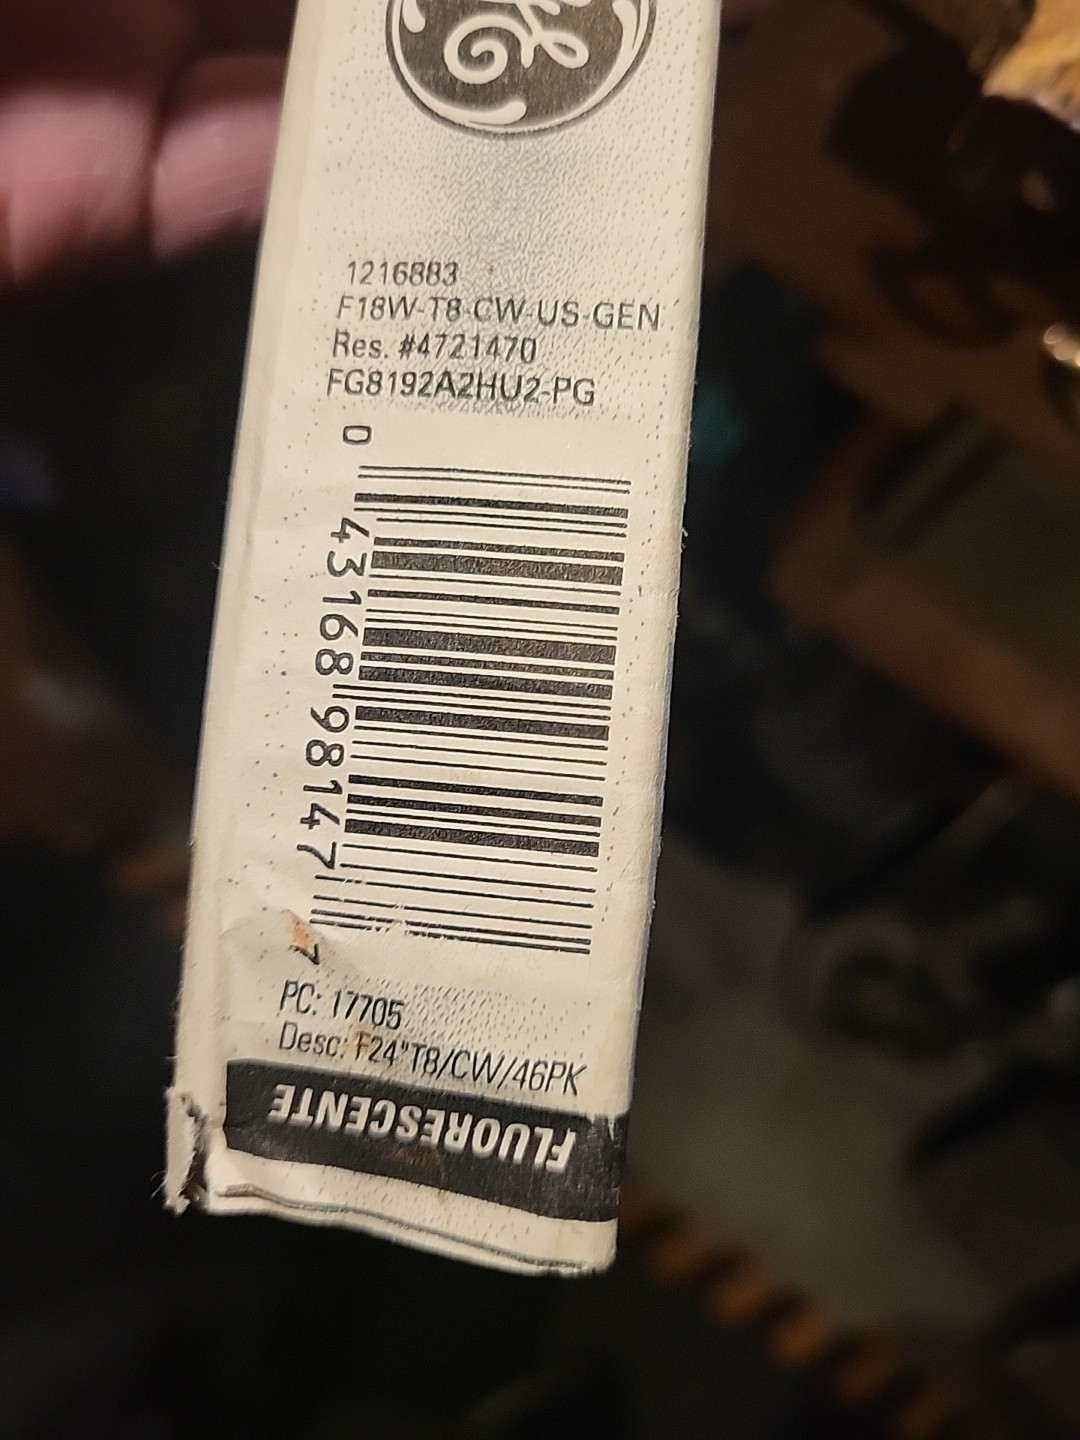 GE
1216883
F18W-T8-CW-US-GEN
Res. #4721470
FG8192A2HU2-PG
0 43168 98147 7
PC: 17705
Desc: F24"T8/CW/46PK
FLUORESCENTE